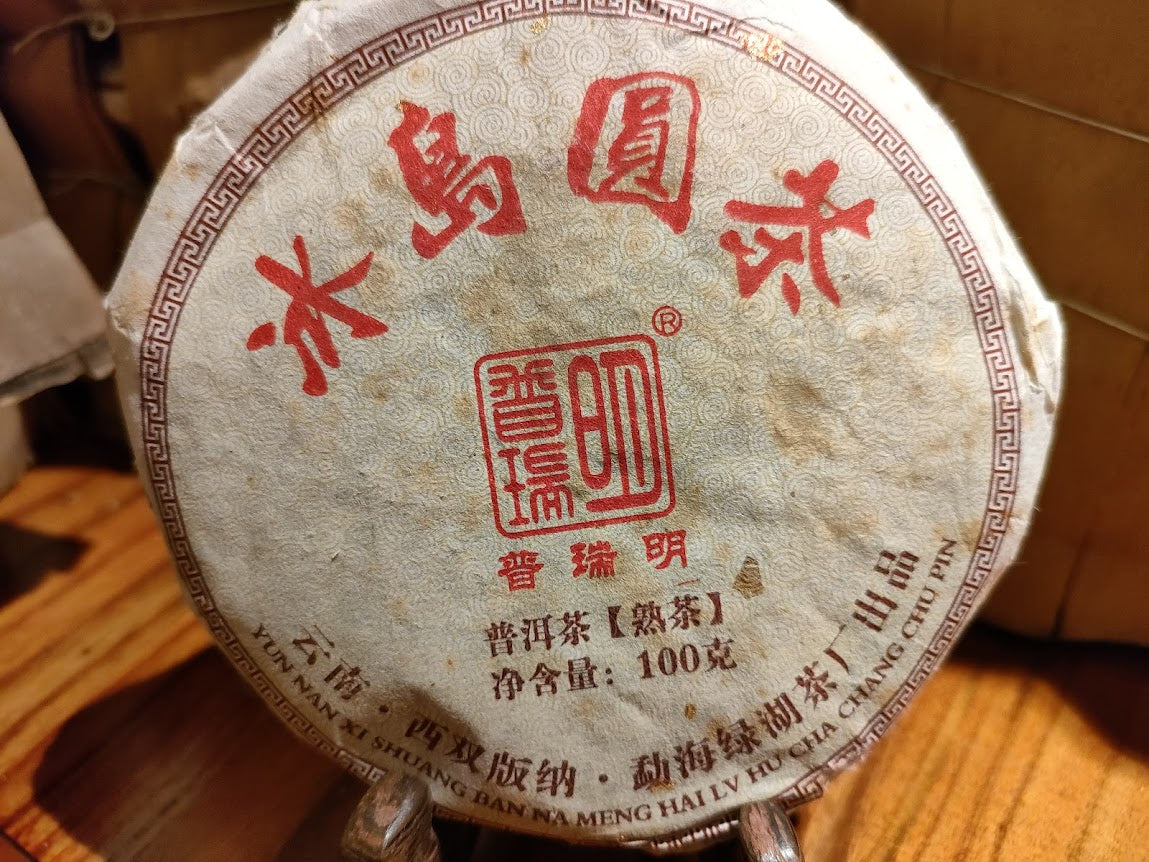 冰島圓茶
®
普瑞明
普瑞明
普洱茶【熟茶】
净含量：100克
云南·西双版纳·勐海绿湖茶厂出品
YUN NAN XI SHUANG BAN NA MENG HAI LV HU CHA CHANG CHU PIN